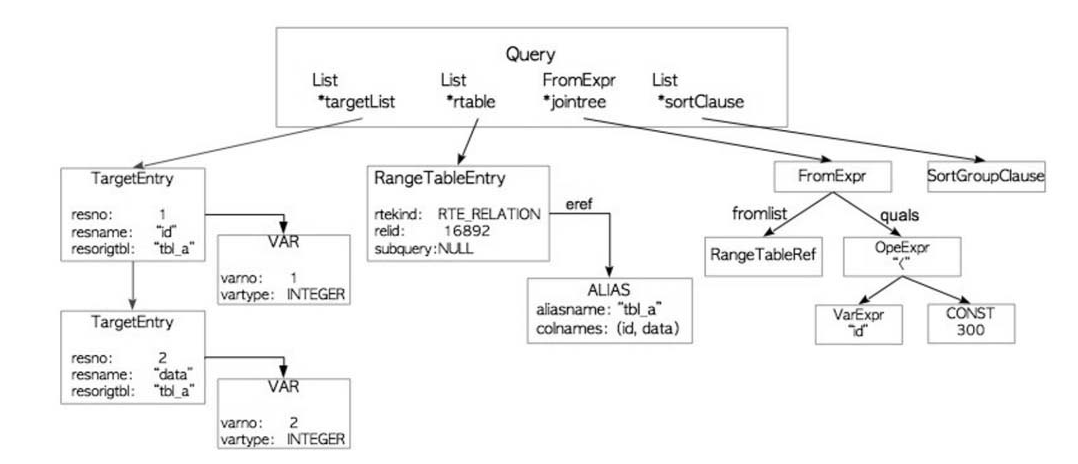 Query
List
*targetList
List
*rtable
FromExpr
*jointree
List
*sortClause
TargetEntry
resno: 1
resname: "id"
resorigtbl: "tbl_a"
VAR
varno: 1
vartype: INTEGER
TargetEntry
resno: 2
resname: "data"
resorigtbl: "tbl_a"
VAR
varno: 2
vartype: INTEGER
RangeTableEntry
rtekind: RTE_RELATION
relid: 16892
subquery:NULL
eref
ALIAS
aliasname: "tbl_a"
colnames: (id, data)
FromExpr
fromlist
quals
RangeTableRef
OpeExpr
"<"
VarExpr
"id"
CONST
300
SortGroupClause